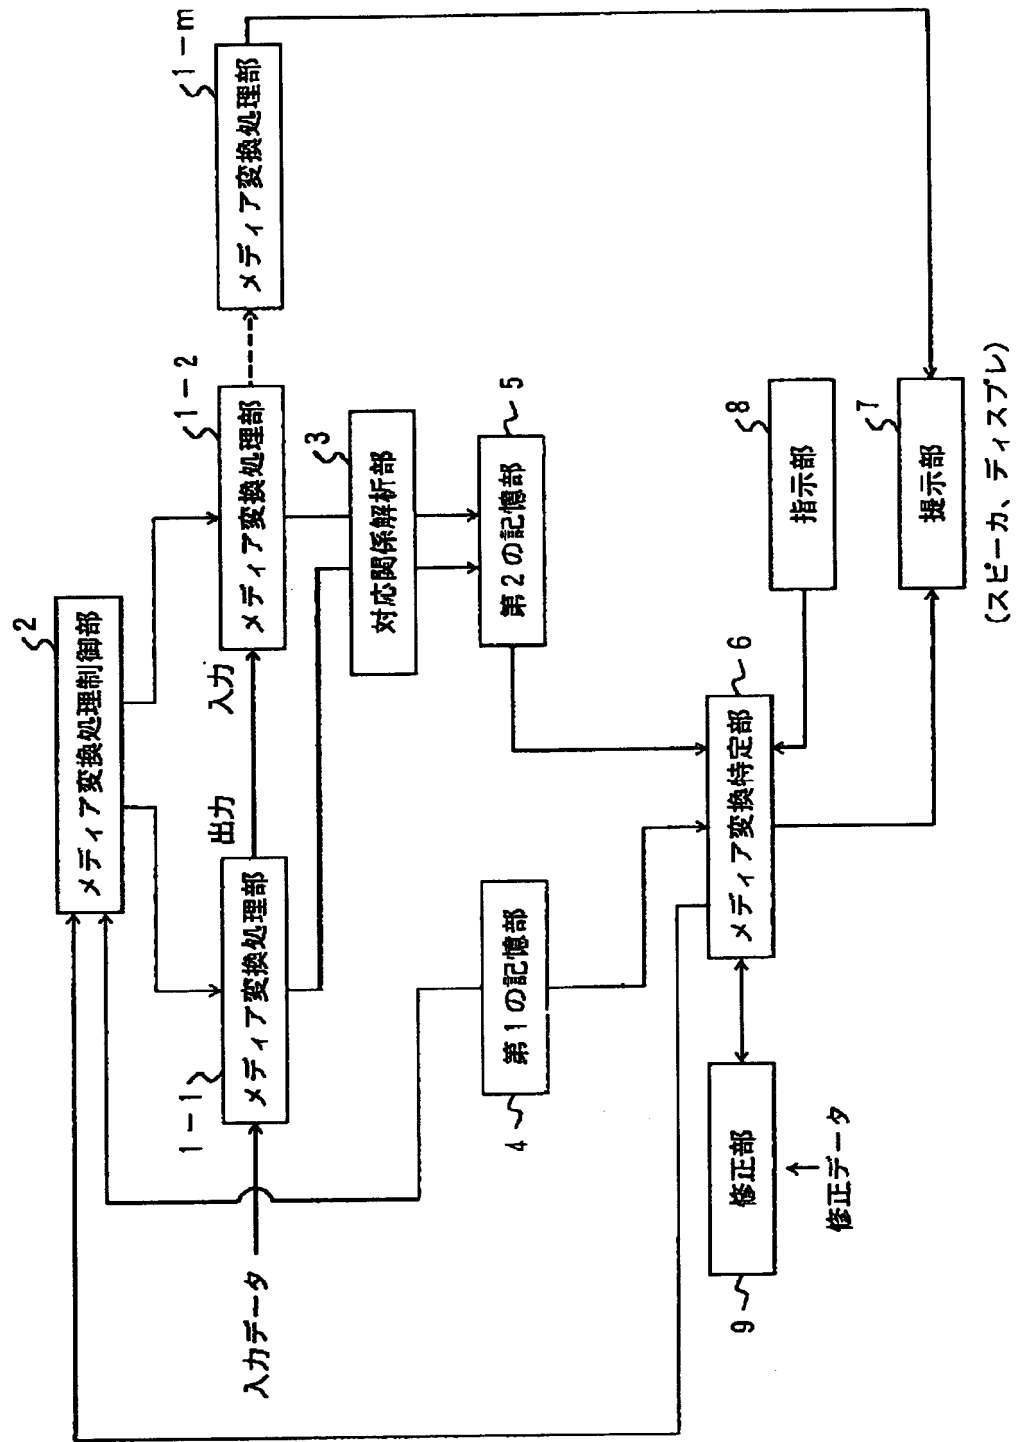 2
メディア変換処理制御部
1-1
メディア変換処理部
出力
入力
1-2
メディア変換処理部
1-m
メディア変換処理部
入力データ
3
対応関係解析部
4
第1の記憶部
5
第2の記憶部
6
メディア変換特定部
8
指示部
7
提示部
(スピーカ、ディスプレ)
9
修正部
修正データ